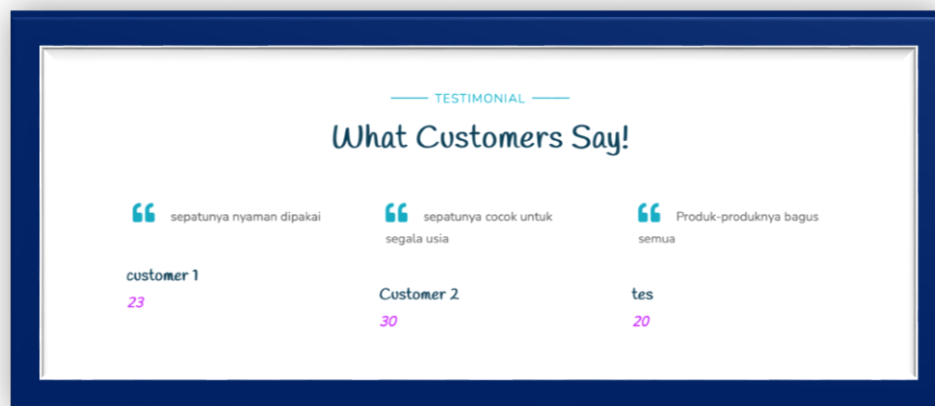 TESTIMONIAL
What Customers Say!
sepatunya nyaman dipakai
customer 1
23
sepatunya cocok untuk
segala usia
Customer 2
30
Produk-produknya bagus
semua
tes
20